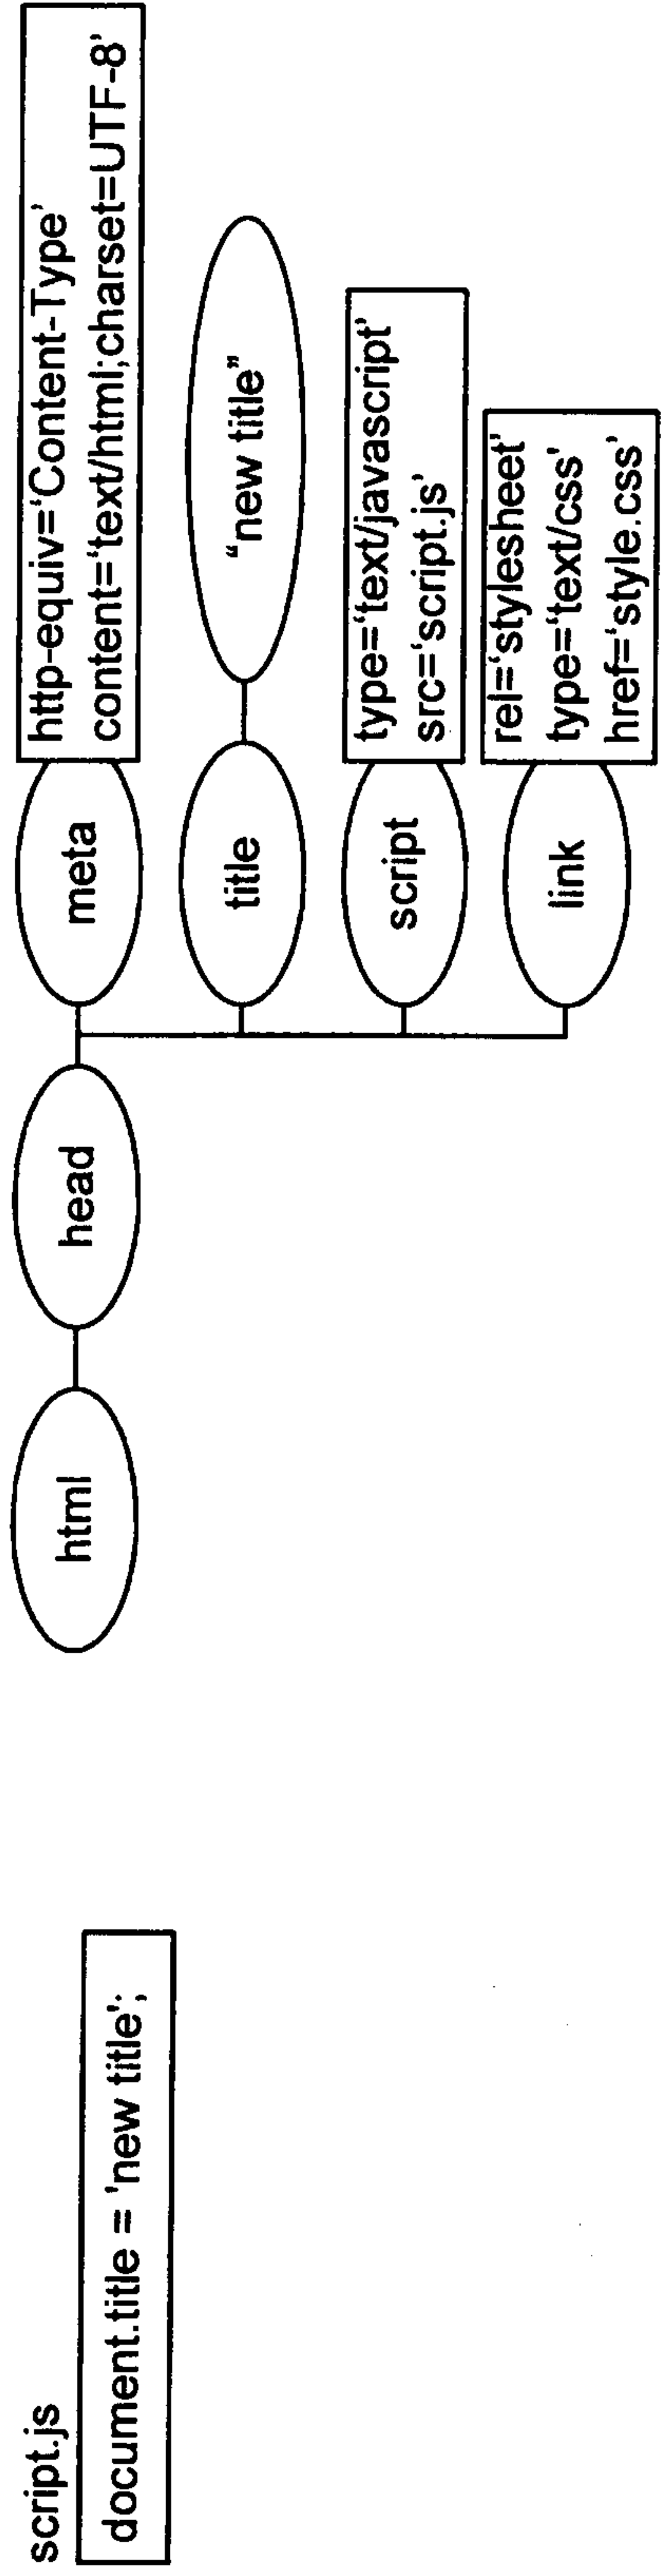 script.js
document.title = 'new title';
html
head
meta
http-equiv=‘Content-Type’
content=‘text/html;charset=UTF-8’
title
“new title”
script
type=‘text/javascript’
src=‘script.js’
link
rel=‘stylesheet’
type=‘text/css’
href=‘style.css’